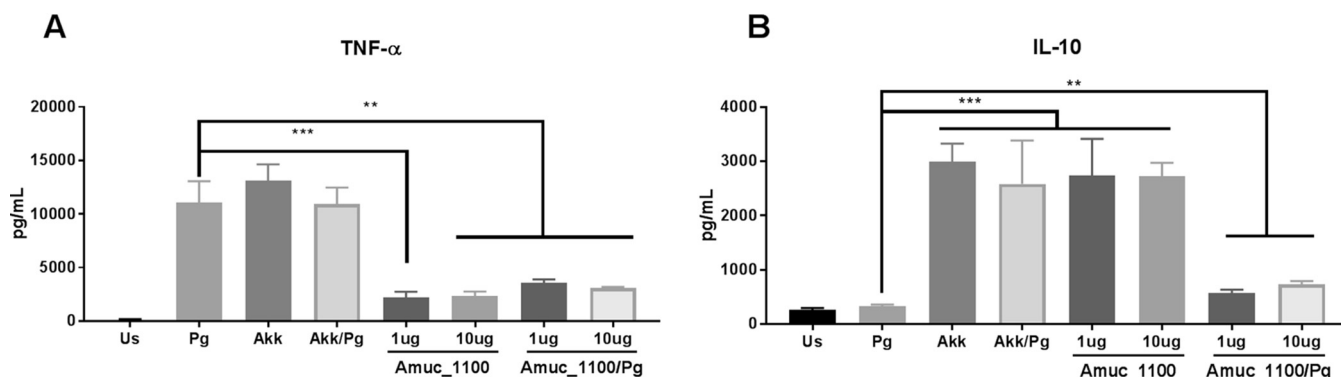 A
TNF-α
20000
15000
10000
5000
0
pg/mL
**
***
Us Pg Akk Akk/Pg 1ug 10ug 1ug 10ug
Amuc_1100 Amuc_1100/Pg
B
IL-10
4000
3000
2000
1000
0
pg/mL
**
***
Us Pg Akk Akk/Pg 1ug 10ug 1ug 10ug
Amuc 1100 Amuc 1100/Pg